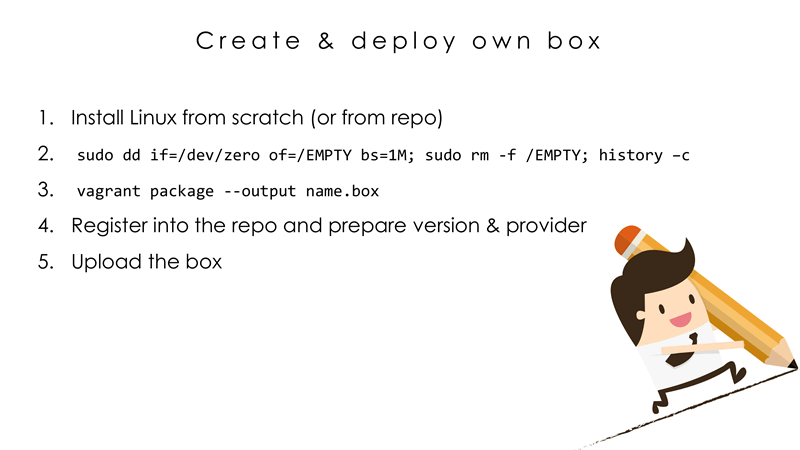 Create & deploy own box
1. Install Linux from scratch (or from repo)
2. sudo dd if=/dev/zero of=/EMPTY bs=1M; sudo rm -f /EMPTY; history –c
3. vagrant package --output name.box
4. Register into the repo and prepare version & provider
5. Upload the box